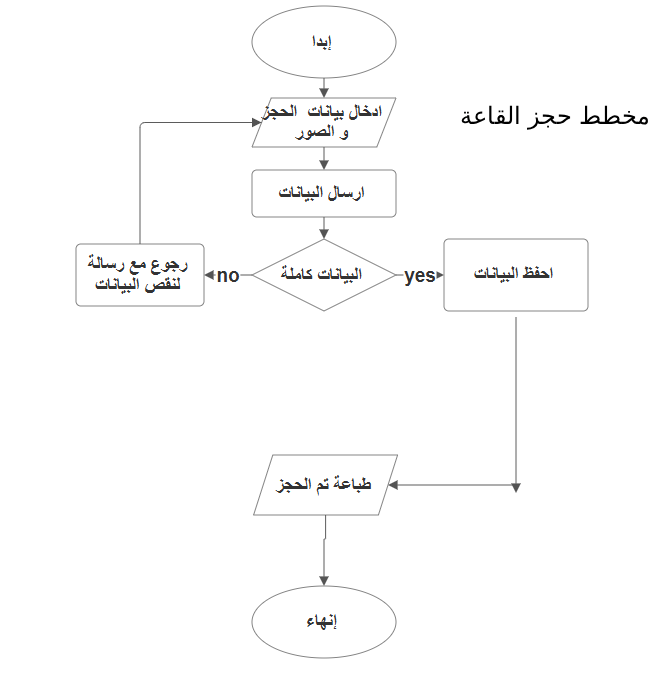 إبدا
مخطط حجز القاعة
ادخال بيانات الحجز
و الصور
ارسال البيانات
البيانات كاملة
no
yes
رجوع مع رسالة
لنقص البيانات
احفظ البيانات
طباعة تم الحجز
إنهاء